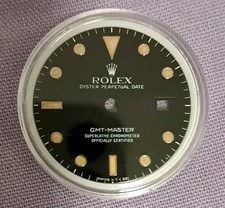 ROLEX
OYSTER PERPETUAL DATE
GMT-MASTER
SUPERLATIVE CHRONOMETER
OFFICIALLY CERTIFIED